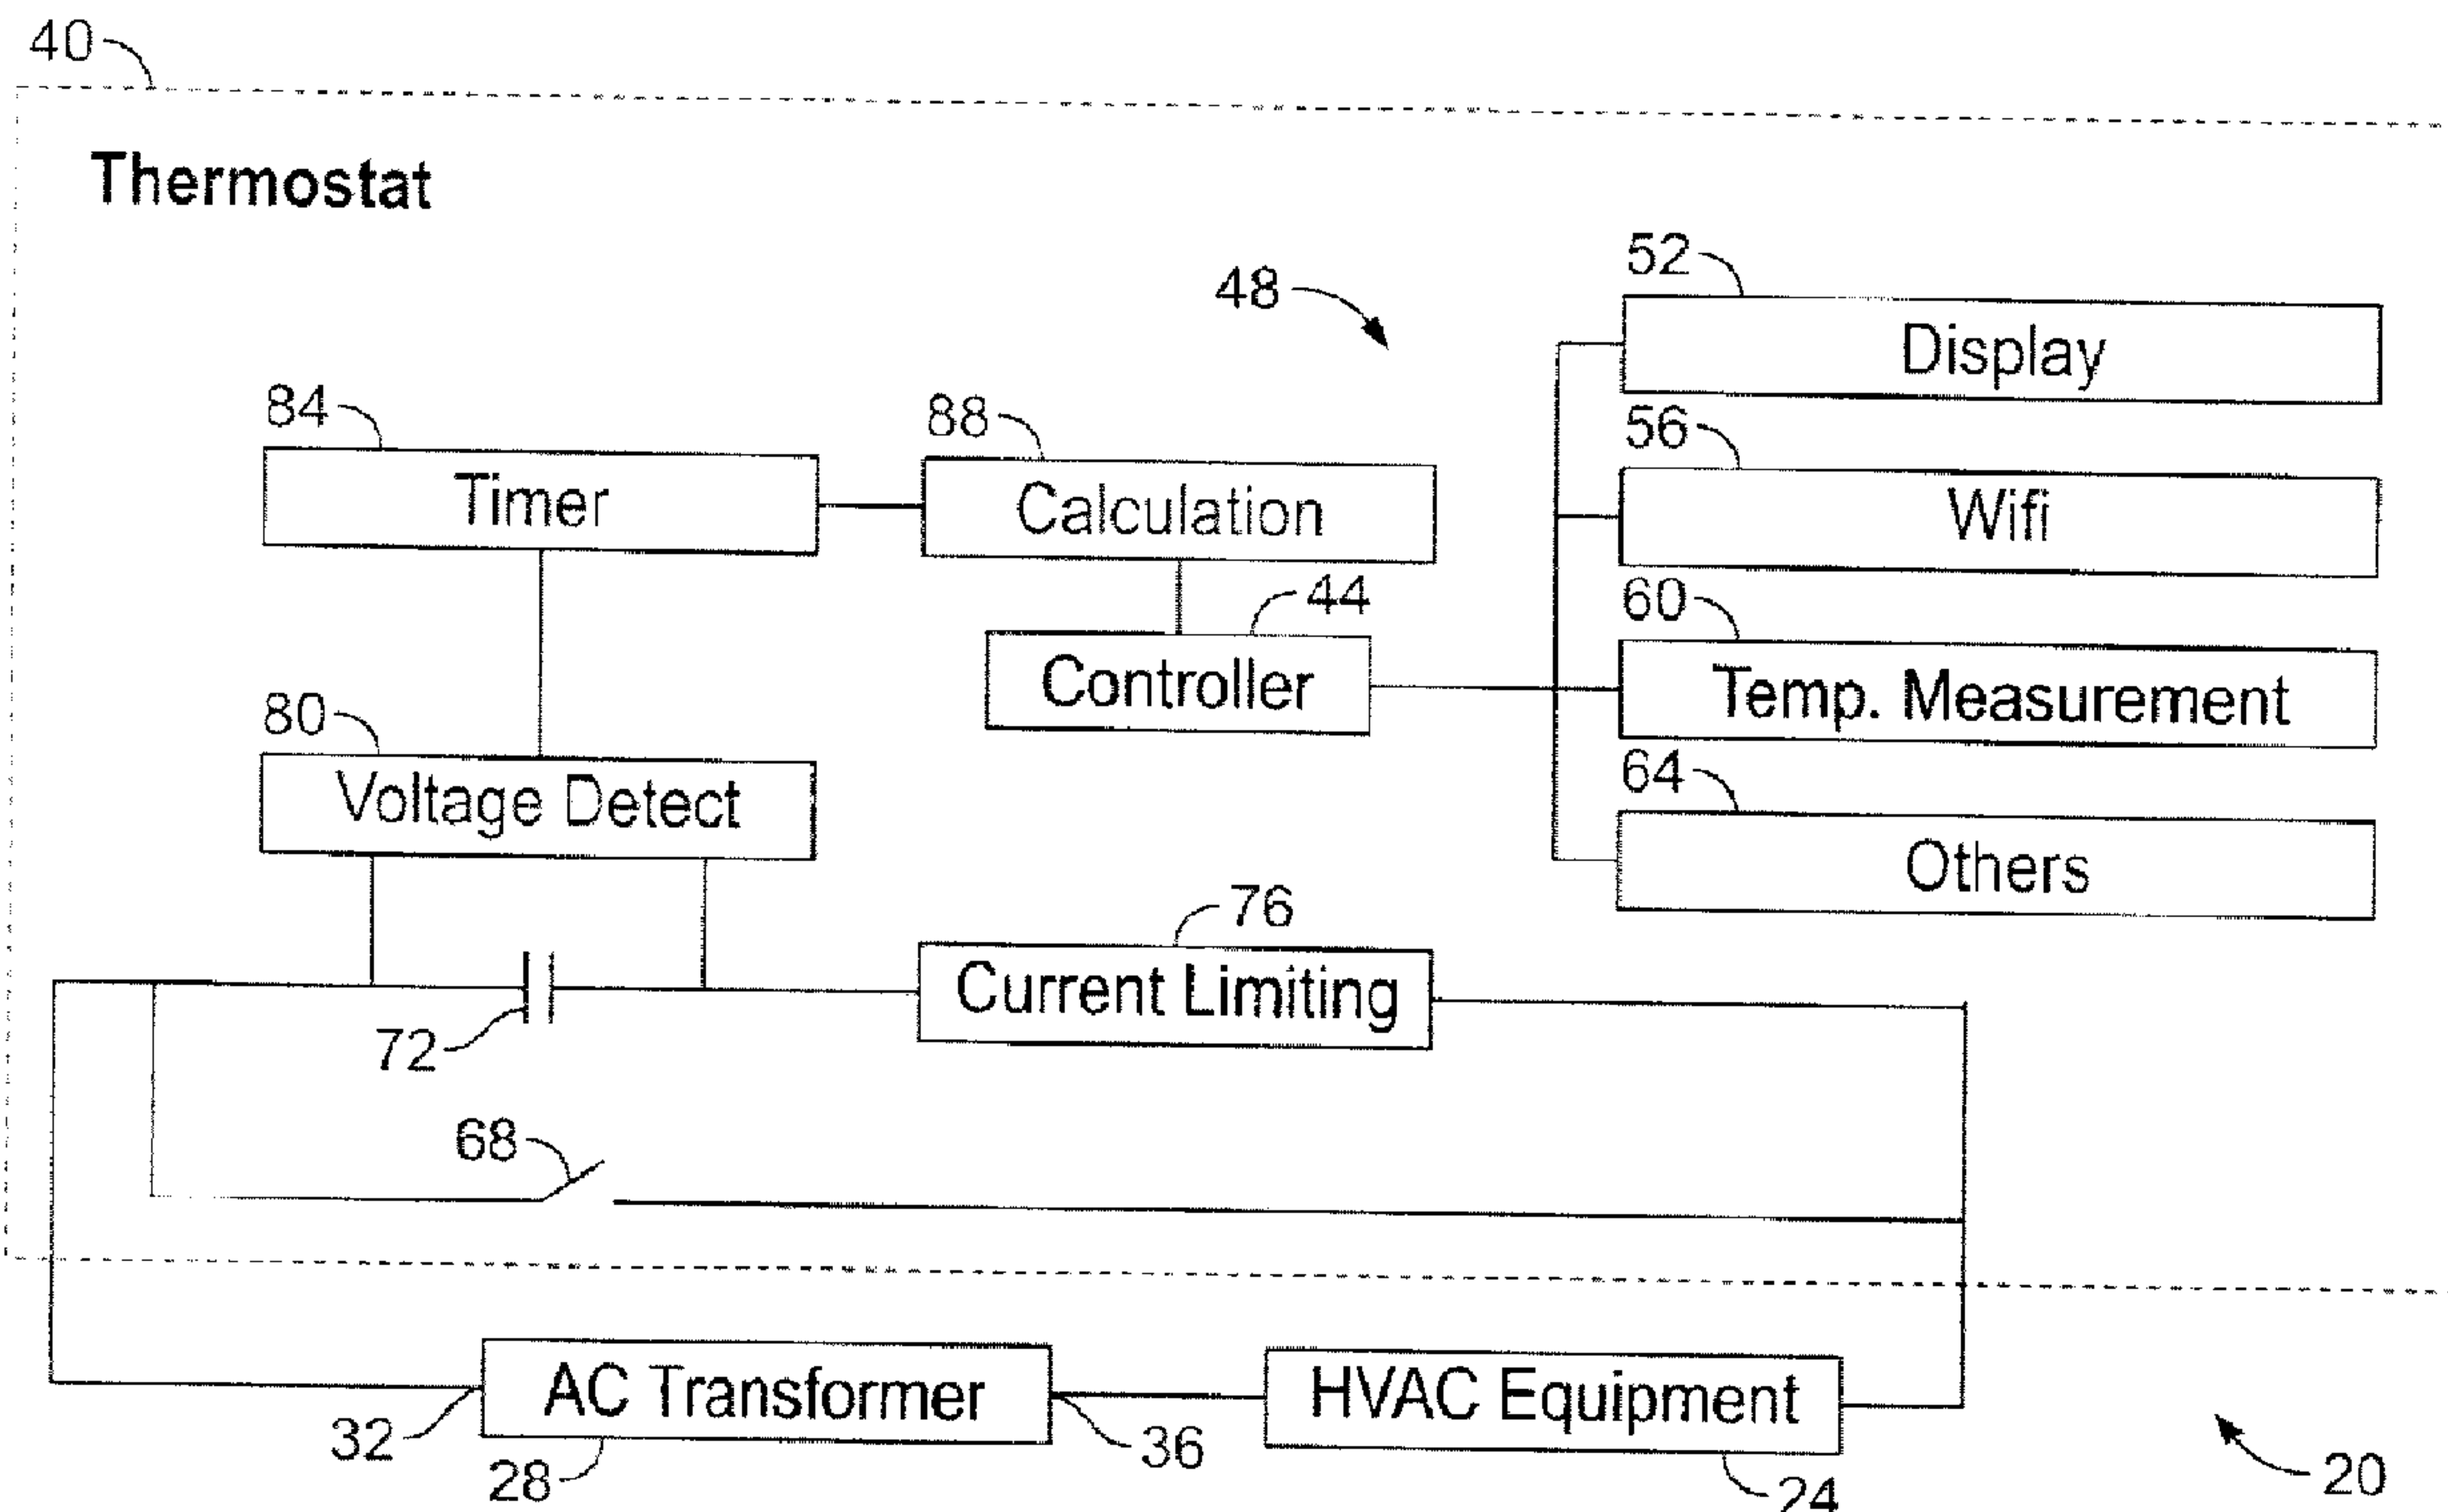 40
Thermostat
52
48
Display
84
88
56
Timer
Calculation
Wifi
44
60
Controller
Temp. Measurement
80
64
Voltage Detect
Others
76
Current Limiting
72
68
AC Transformer
HVAC Equipment
32
36
28
24
20